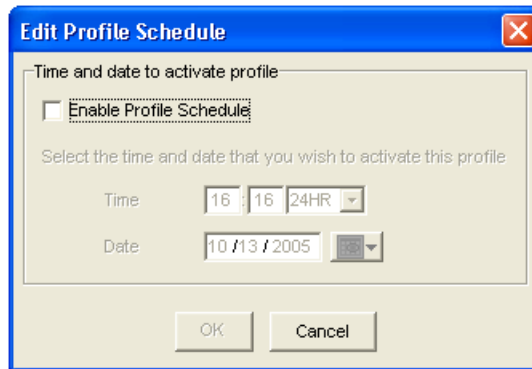 Edit Profile Schedule
Time and date to activate profile
Enable Profile Schedule
Select the time and date that you wish to activate this profile
Time 16 : 16 24HR
Date 10 / 13 / 2005
OK Cancel